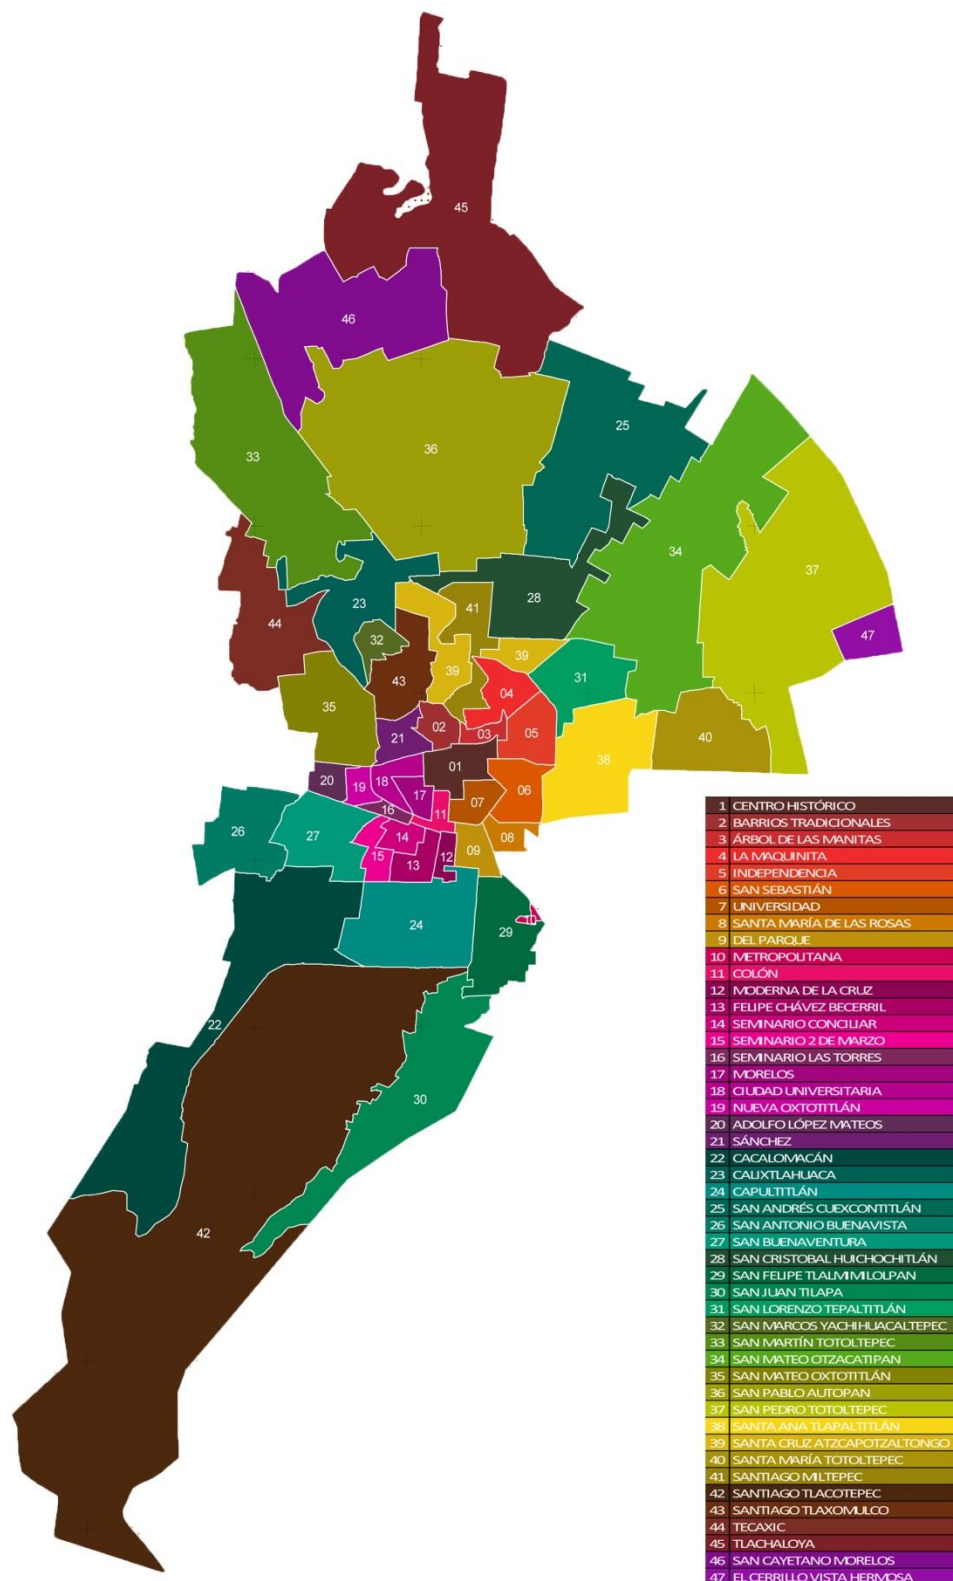 45
46
25
36
33
34
37
28
23
41
44
47
32
39
39
31
04
43
35
02
05
03
40
21
38
01
20
18
06
19
17
07
16
11
26
27
14
08
09
12
15
13
24
29
22
30
42
1 CENTRO HISTÓRICO
2 BARRIOS TRADICIONALES
3 ÁRBOL DE LAS MANITAS
4 LA MAQUINITA
5 INDEPENDENCIA
6 SAN SEBASTIÁN
7 UNIVERSIDAD
8 SANTA MARÍA DE LAS ROSAS
9 DEL PARQUE
10 METROPOLITANA
11 COLÓN
12 MODERNA DE LA CRUZ
13 FELIPE CHÁVEZ BECERRIL
14 SEMINARIO CONCILIAR
15 SEMINARIO 2 DE MARZO
16 SEMINARIO LAS TORRES
17 MORELOS
18 CIUDAD UNIVERSITARIA
19 NUEVA OXTOTITLÁN
20 ADOLFO LÓPEZ MATEOS
21 SÁNCHEZ
22 CACALOMACÁN
23 CALIXTLAHUACA
24 CAPULTITLÁN
25 SAN ANDRÉS CUEXCONTITLÁN
26 SAN ANTONIO BUENAVISTA
27 SAN BUENAVENTURA
28 SAN CRISTOBAL HUICHOCHITLÁN
29 SAN FELIPE TLALMIMILOLPAN
30 SAN JUAN TILAPA
31 SAN LORENZO TEPALTITLÁN
32 SAN MARCOS YACHIHUACALTEPEC
33 SAN MARTÍN TOTOLTEPEC
34 SAN MATEO OTZACATIPAN
35 SAN MATEO OXTOTITLÁN
36 SAN PABLO AUTOPAN
37 SAN PEDRO TOTOLTEPEC
38 SANTA ANA TLAPALTITLÁN
39 SANTA CRUZ ATZCAPOTZALTONGO
40 SANTA MARÍA TOTOLTEPEC
41 SANTIAGO MILTEPEC
42 SANTIAGO TLACOTEPEC
43 SANTIAGO TLAXOMULCO
44 TECAXIC
45 TLACHALOYA
46 SAN CAYETANO MORELOS
47 EL CERRILLO VISTA HERMOSA